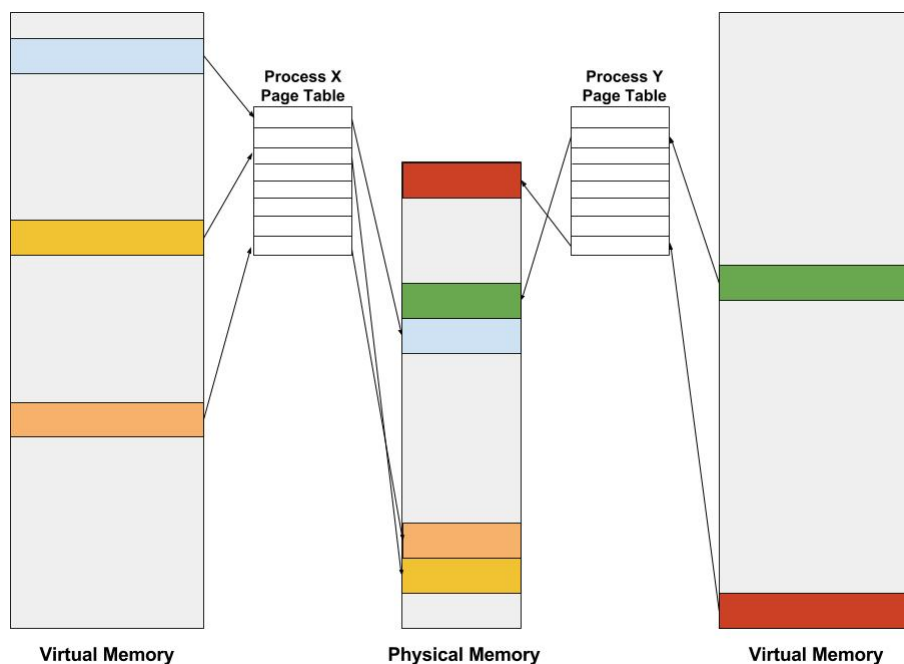 Process X
Page Table
Process Y
Page Table
Virtual Memory
Physical Memory
Virtual Memory